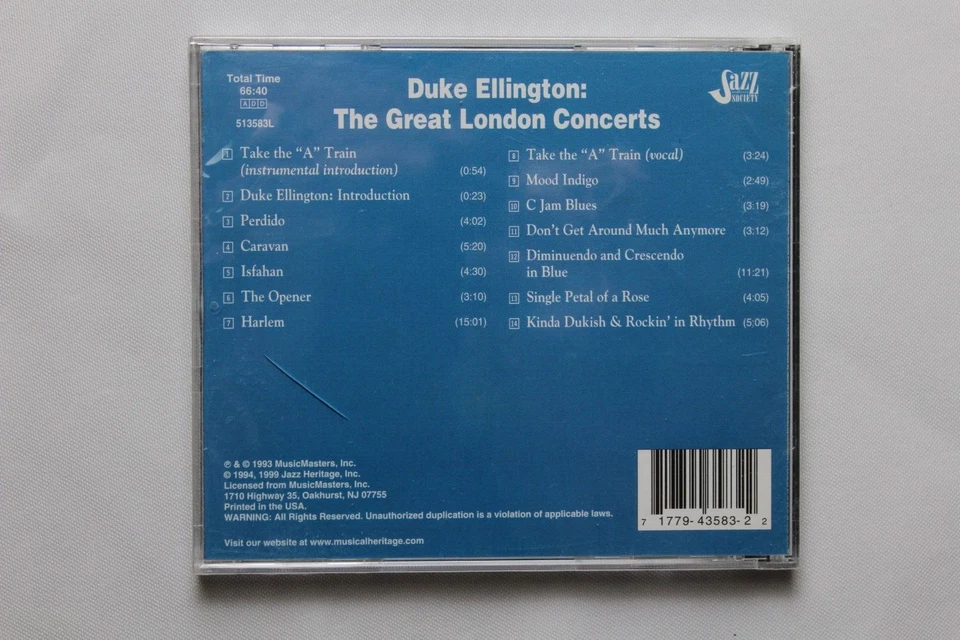 Total Time
66:40
ADD
513583L
Duke Ellington:
The Great London Concerts
Jazz
SOCIETY
1 Take the “A” Train
(instrumental introduction) (0:54)
2 Duke Ellington: Introduction (0:23)
3 Perdido (4:02)
4 Caravan (5:20)
5 Isfahan (4:30)
6 The Opener (3:10)
7 Harlem (15:01)
8 Take the “A” Train (vocal) (3:24)
9 Mood Indigo (2:49)
10 C Jam Blues (3:19)
11 Don’t Get Around Much Anymore (3:12)
12 Diminuendo and Crescendo
in Blue (11:21)
13 Single Petal of a Rose (4:05)
14 Kinda Dukish & Rockin’ in Rhythm (5:06)
℗ & © 1993 MusicMasters, Inc.
© 1994, 1999 Jazz Heritage, Inc.
Licensed from MusicMasters, Inc.
1710 Highway 35, Oakhurst, NJ 07755
Printed in the USA.
WARNING: All Rights Reserved. Unauthorized duplication is a violation of applicable laws.
Visit our website at www.musicalheritage.com
7 1779-43583-2 2